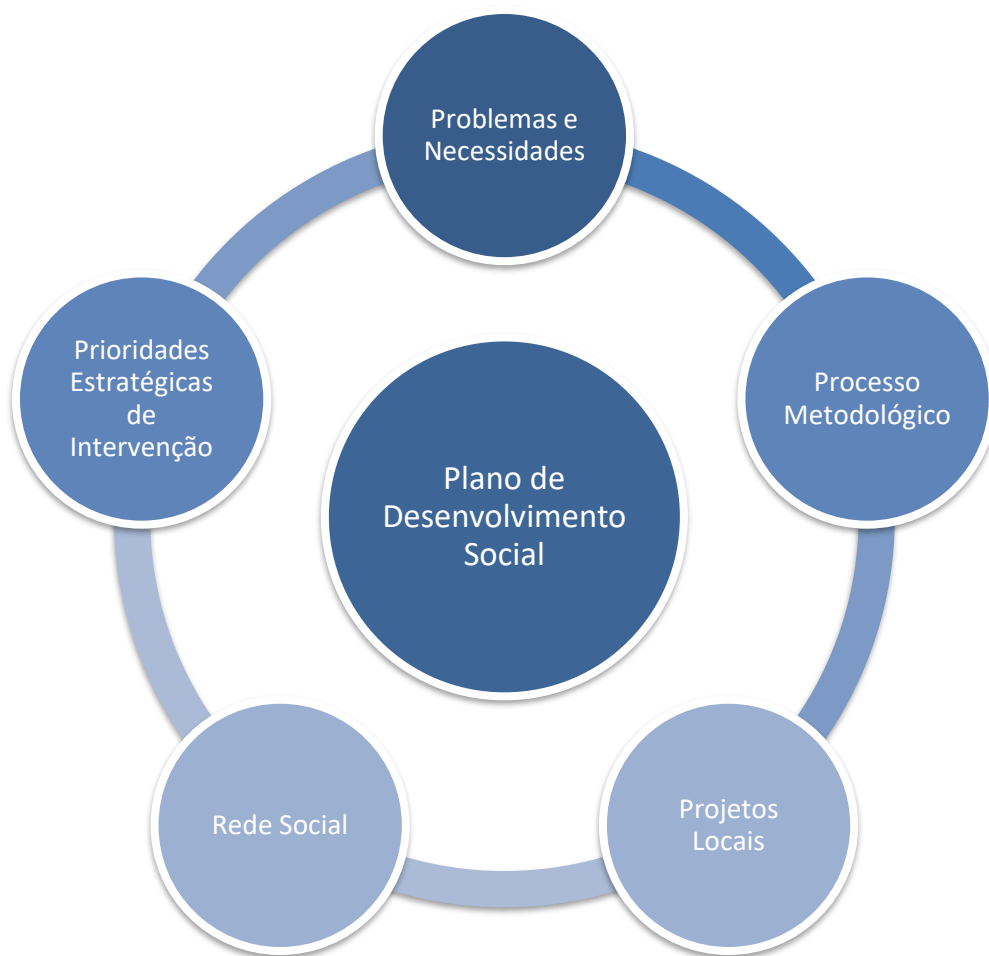 Problemas e
Necessidades
Processo
Metodológico
Projetos
Locais
Rede Social
Prioridades
Estratégicas
de
Intervenção
Plano de
Desenvolvimento
Social